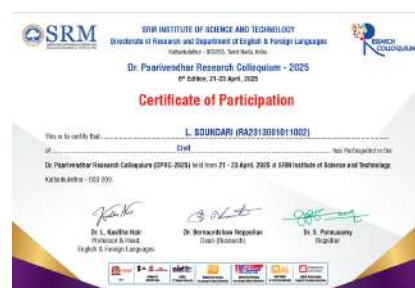 SRM
SRM INSTITUTE OF SCIENCE AND TECHNOLOGY
Directorate of Research and Department of English & Foreign Languages
Kattankulathur - 603203, Tamil Nadu, India.
RESEARCH
COLLOQUIUM
Dr. Paarivendhar Research Colloquium - 2025
Edition, 21-23 April, 2025
Certificate of Participation
This is to certify that L. SOUNDARI (RA2313001011002)
of Civil has Participated in the
Dr. Paarivendhar Research Colloquium (DPRC-2025) held from 21 - 23 April, 2025 at SRM Institute of Science and Technology,
Kattankulathur - 603 203.
Dr. L. Kavitha Nair
Professor & Head,
English & Foreign Languages
Dr. Bernaurdshaw Neppolian
Dean (Research)
Dr. S. Ponnusamy
Registrar